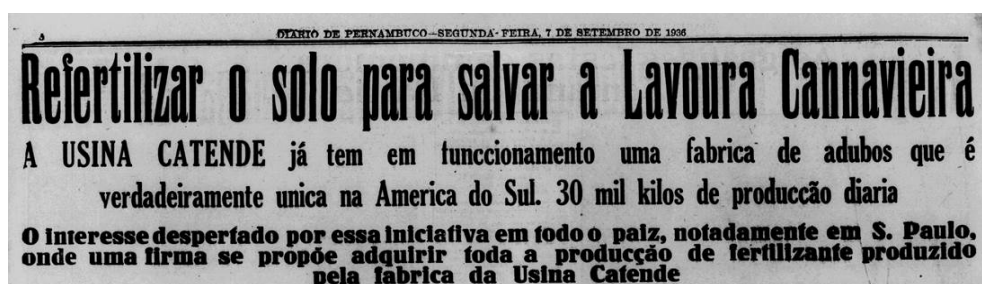 DIARIO DE PERNAMBUCO—SEGUNDA-FEIRA, 7 DE SETEMBRO DE 1936
Refertilizar o solo para salvar a Lavoura Cannavieira
A USINA CATENDE já tem em funccionamento uma fabrica de adubos que é
verdadeiramente unica na America do Sul. 30 mil kilos de producção diaria
O interesse despertado por essa iniciativa em todo o paiz, notadamente em S. Paulo,
onde uma firma se propõe adquirir toda a producção de fertilizante produzido
pela fabrica da Usina Catende